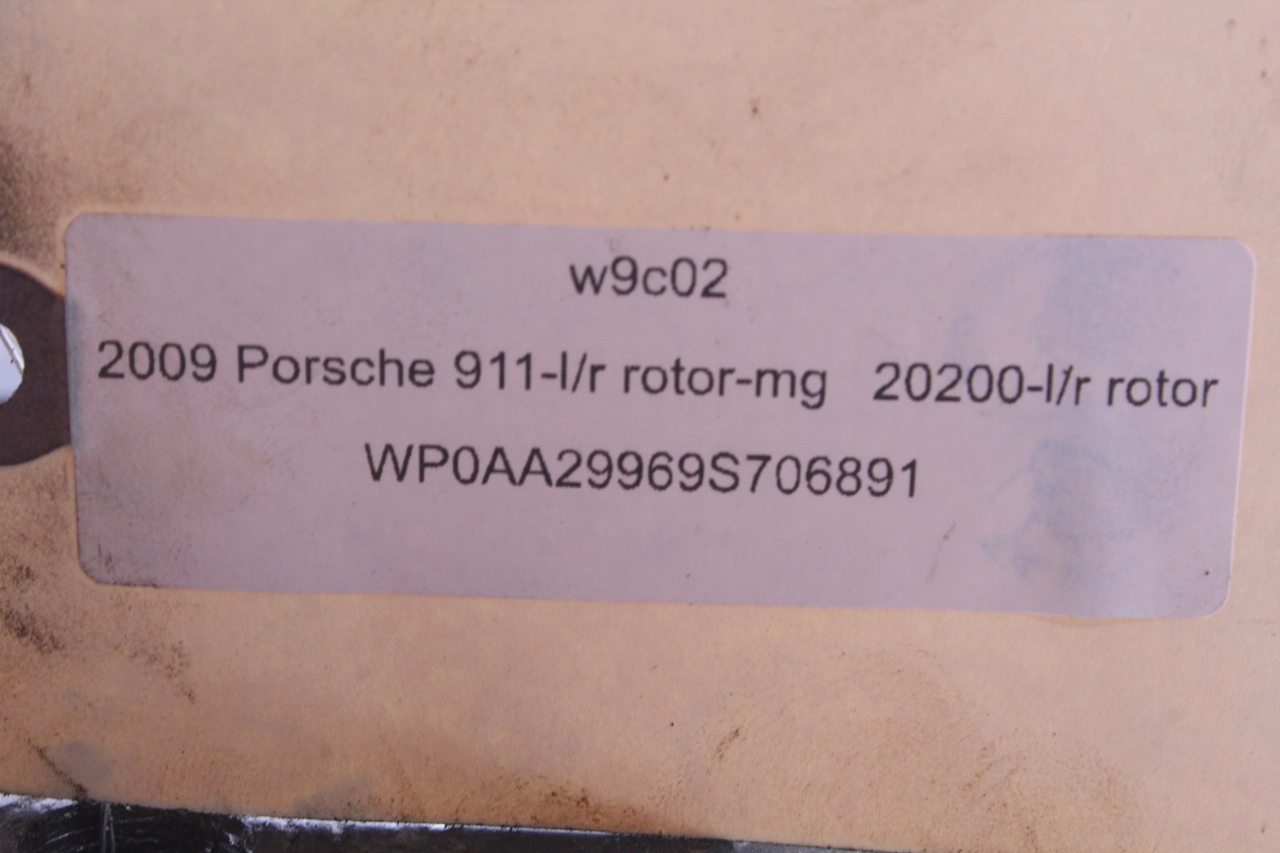 w9c02
2009 Porsche 911-l/r rotor-mg 20200-l/r rotor
WP0AA29969S706891